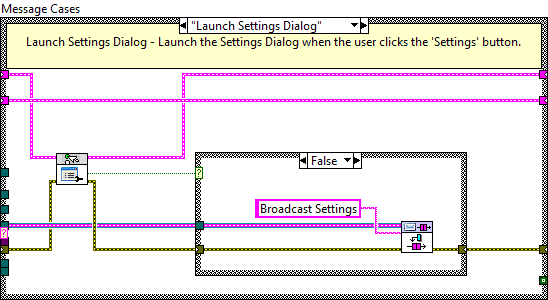 Message Cases
"Launch Settings Dialog"
Launch Settings Dialog - Launch the Settings Dialog when the user clicks the 'Settings' button.
False
?
Broadcast Settings
?